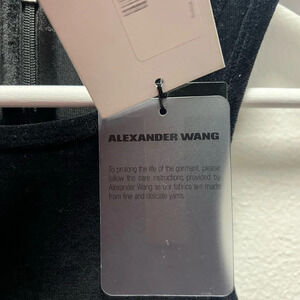 ALEXANDER WANG
To prolong the life of the garment, please
follow the care instructions provided by
Alexander Wang as our fabrics are made
from fine and delicate yarns.